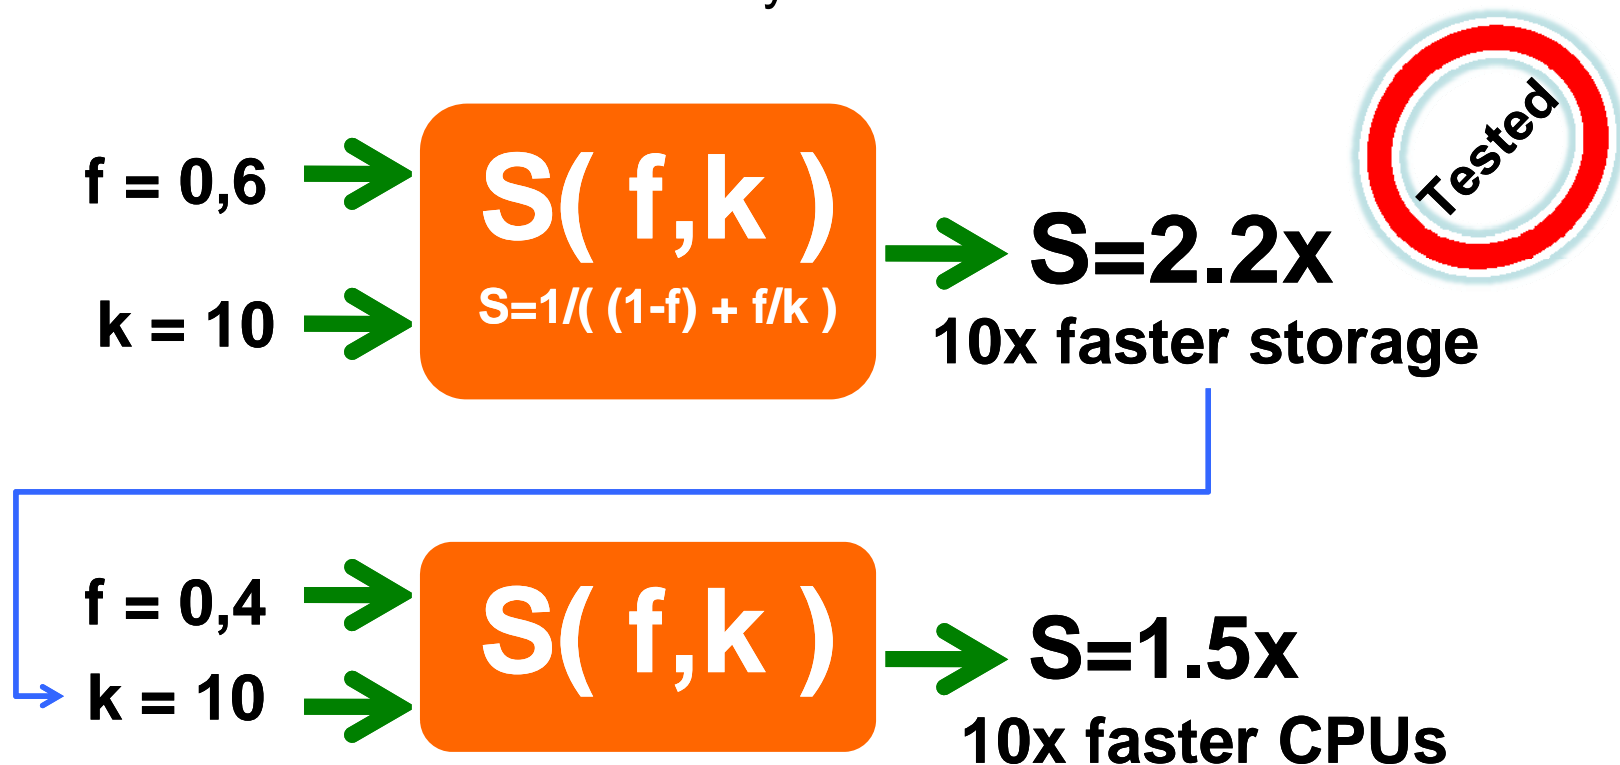 y
f = 0,6
k = 10
S( f,k )
S=1/( (1-f) + f/k )
S=2.2x
10x faster storage
Tested
f = 0,4
k = 10
S( f,k )
S=1.5x
10x faster CPUs